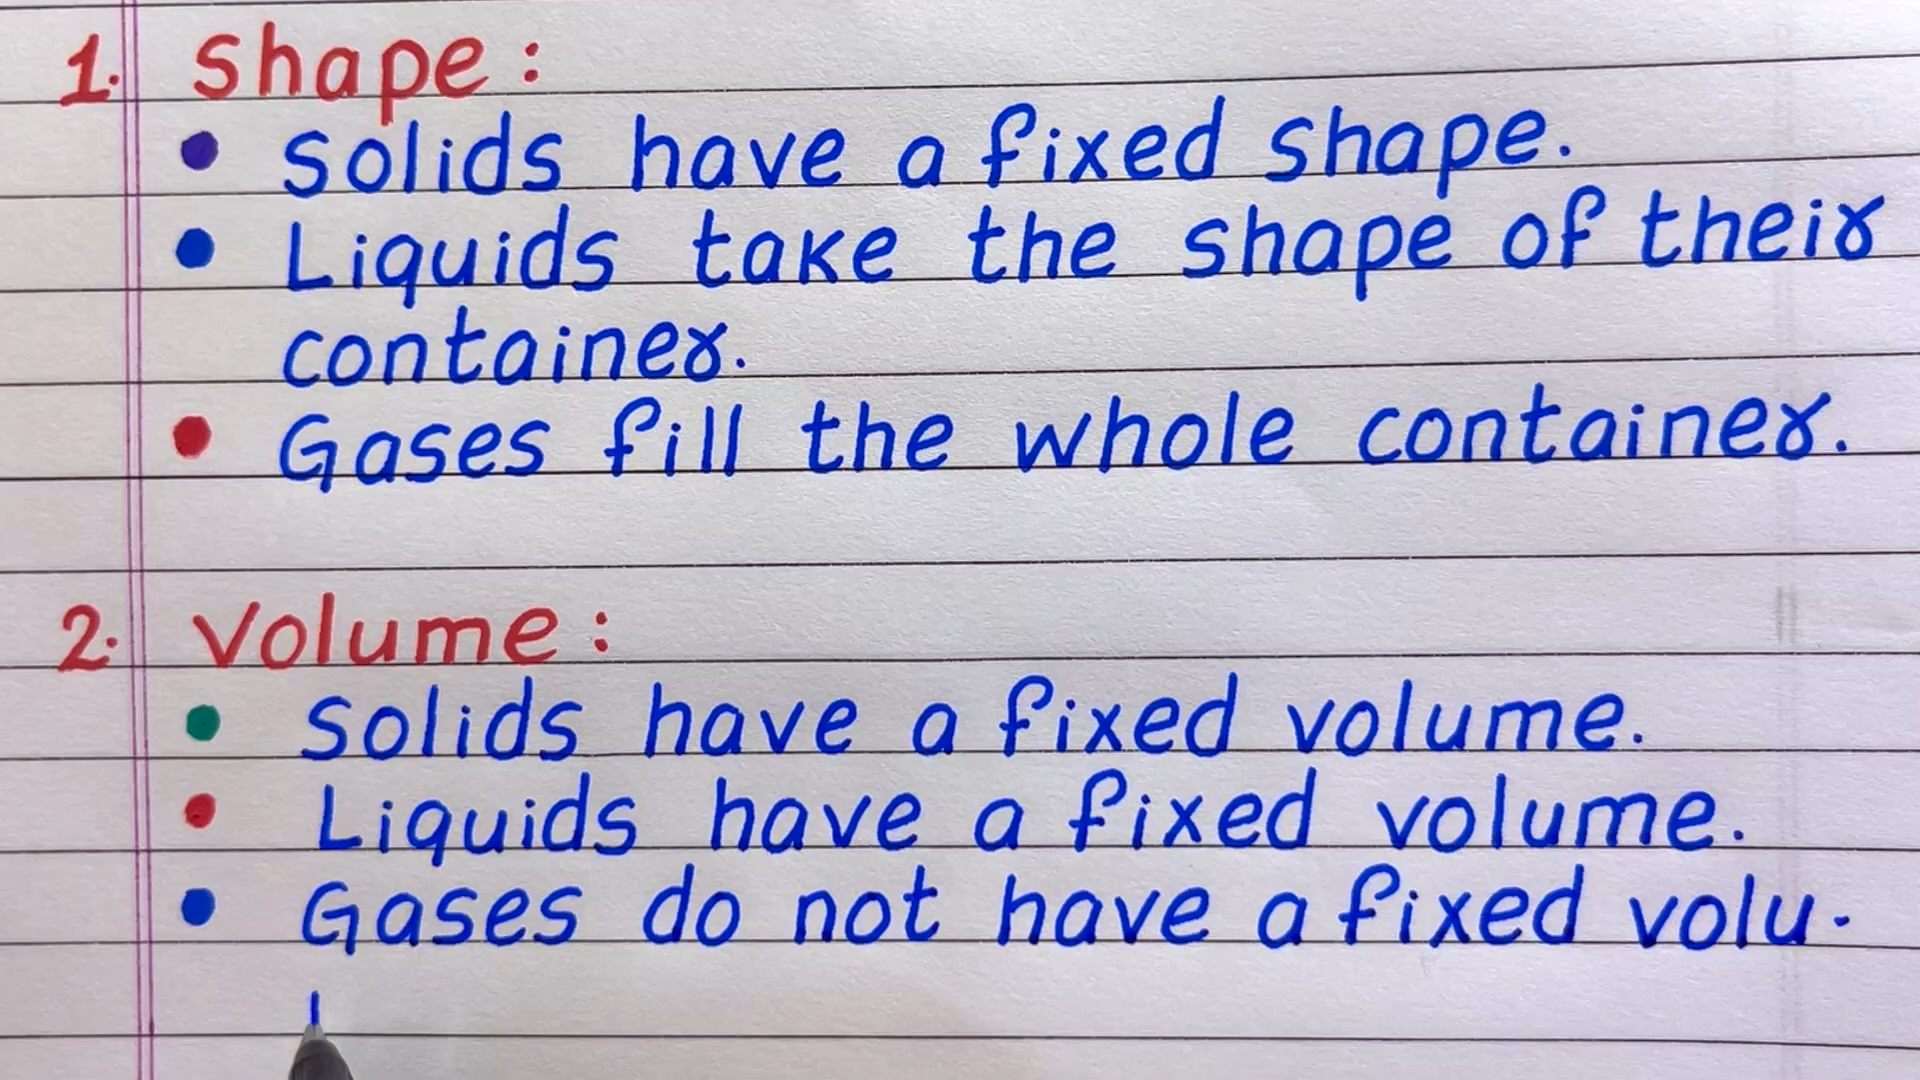 1. Shape :
• Solids have a fixed shape.
• Liquids take the shape of their
container.
• Gases fill the whole container.
2. Volume :
• Solids have a fixed volume.
• Liquids have a fixed volume.
• Gases do not have a fixed volu-